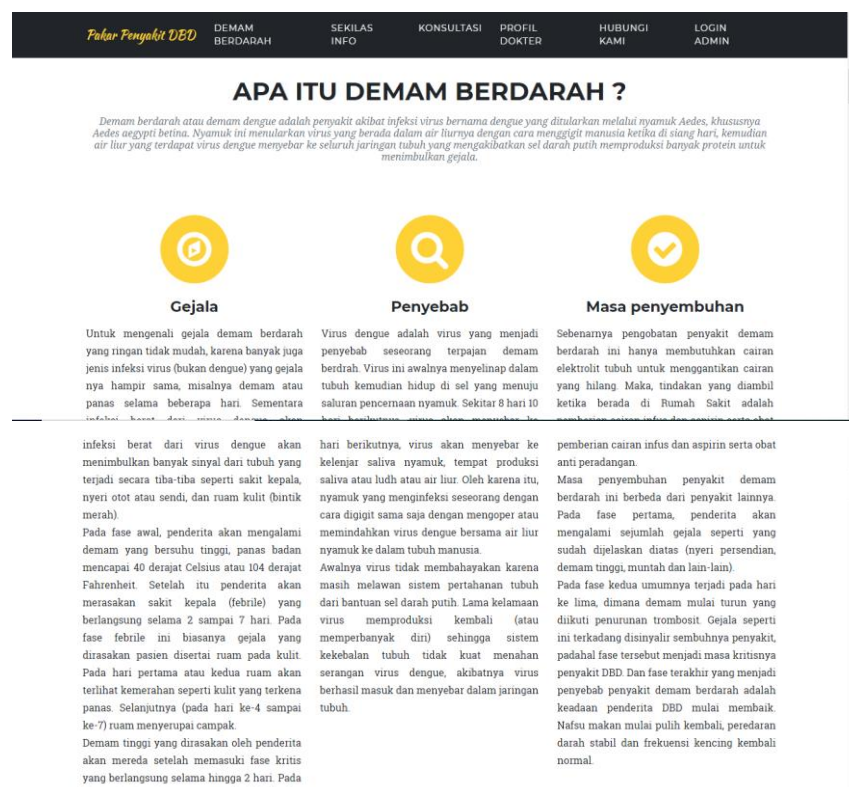 Pakar Penyakit DBD
DEMAM BERDARAH
SEKILAS INFO
KONSULTASI
PROFIL DOKTER
HUBUNGI KAMI
LOGIN ADMIN
APA ITU DEMAM BERDARAH ?
Demam berdarah atau demam dengue adalah penyakit akibat infeksi virus bernama dengue yang ditularkan melalui nyamuk Aedes, khususnya
Aedes aegypti betina. Nyamuk ini menularkan virus yang berada dalam air liurnya dengan cara menggigit manusia ketika di siang hari, kemudian
air liur yang terdapat virus dengue menyebar ke seluruh jaringan tubuh yang mengakibatkan sel darah putih memproduksi banyak protein untuk
menimbulkan gejala.
Gejala
Untuk mengenali gejala demam berdarah
yang ringan tidak mudah, karena banyak juga
jenis infeksi virus (bukan dengue) yang gejala
nya hampir sama, misalnya demam atau
panas selama beberapa hari. Sementara
infeksi berat dari virus dengue akan
infeksi berat dari virus dengue akan
menimbulkan banyak sinyal dari tubuh yang
terjadi secara tiba-tiba seperti sakit kepala,
nyeri otot atau sendi, dan ruam kulit (bintik
merah).
Pada fase awal, penderita akan mengalami
demam yang bersuhu tinggi, panas badan
mencapai 40 derajat Celsius atau 104 derajat
Fahrenheit. Setelah itu penderita akan
merasakan sakit kepala (febrile) yang
berlangsung selama 2 sampai 7 hari. Pada
fase febrile ini biasanya gejala yang
dirasakan pasien disertai ruam pada kulit.
Pada hari pertama atau kedua ruam akan
terlihat kemerahan seperti kulit yang terkena
panas. Selanjutnya (pada hari ke-4 sampai
ke-7) ruam menyerupai campak.
Demam tinggi yang dirasakan oleh penderita
akan mereda setelah memasuki fase kritis
yang berlangsung selama hingga 2 hari. Pada
Penyebab
Virus dengue adalah virus yang menjadi
penyebab seseorang terpajan demam
berdrah. Virus ini awalnya menyelinap dalam
tubuh kemudian hidup di sel yang menuju
saluran pencernaan nyamuk. Sekitar 8 hari 10
hari berikutnya, virus akan menyebar ke
hari berikutnya, virus akan menyebar ke
kelenjar saliva nyamuk, tempat produksi
saliva atau ludh atau air liur. Oleh karena itu,
nyamuk yang menginfeksi seseorang dengan
cara digigit sama saja dengan mengoper atau
memindahkan virus dengue bersama air liur
nyamuk ke dalam tubuh manusia.
Awalnya virus tidak membahayakan karena
masih melawan sistem pertahanan tubuh
dari bantuan sel darah putih. Lama kelamaan
virus memproduksi kembali (atau
memperbanyak diri) sehingga sistem
kekebalan tubuh tidak kuat menahan
serangan virus dengue, akibatnya virus
berhasil masuk dan menyebar dalam jaringan
tubuh.
Masa penyembuhan
Sebenarnya pengobatan penyakit demam
berdarah ini hanya membutuhkan cairan
elektrolit tubuh untuk menggantikan cairan
yang hilang. Maka, tindakan yang diambil
ketika berada di Rumah Sakit adalah
pemberian cairan infus dan aspirin serta obat
pemberian cairan infus dan aspirin serta obat
anti peradangan.
Masa penyembuhan penyakit demam
berdarah ini berbeda dari penyakit lainnya.
Pada fase pertama, penderita akan
mengalami sejumlah gejala seperti yang
sudah dijelaskan diatas (nyeri persendian,
demam tinggi, muntah dan lain-lain).
Pada fase kedua umumnya terjadi pada hari
ke lima, dimana demam mulai turun yang
diikuti penurunan trombosit. Gejala seperti
ini terkadang disinyalir sembuhnya penyakit,
padahal fase tersebut menjadi masa kritisnya
penyakit DBD. Dan fase terakhir yang menjadi
penyebab penyakit demam berdarah adalah
keadaan penderita DBD mulai membaik.
Nafsu makan mulai pulih kembali, peredaran
darah stabil dan frekuensi kencing kembali
normal.